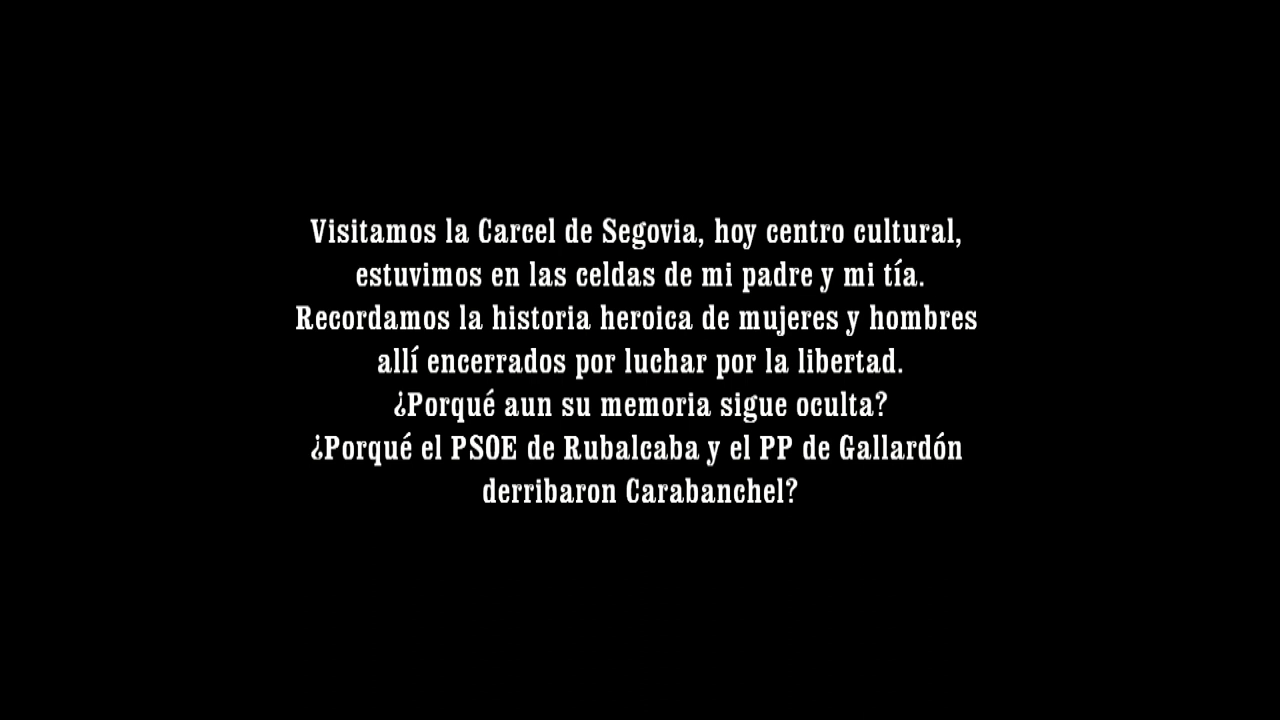 Visitamos la Carcel de Segovia, hoy centro cultural,
estuvimos en las celdas de mi padre y mi tía.
Recordamos la historia heroica de mujeres y hombres
allí encerrados por luchar por la libertad.
¿Porqué aun su memoria sigue oculta?
¿Porqué el PSOE de Rubalcaba y el PP de Gallardón
derribaron Carabanchel?